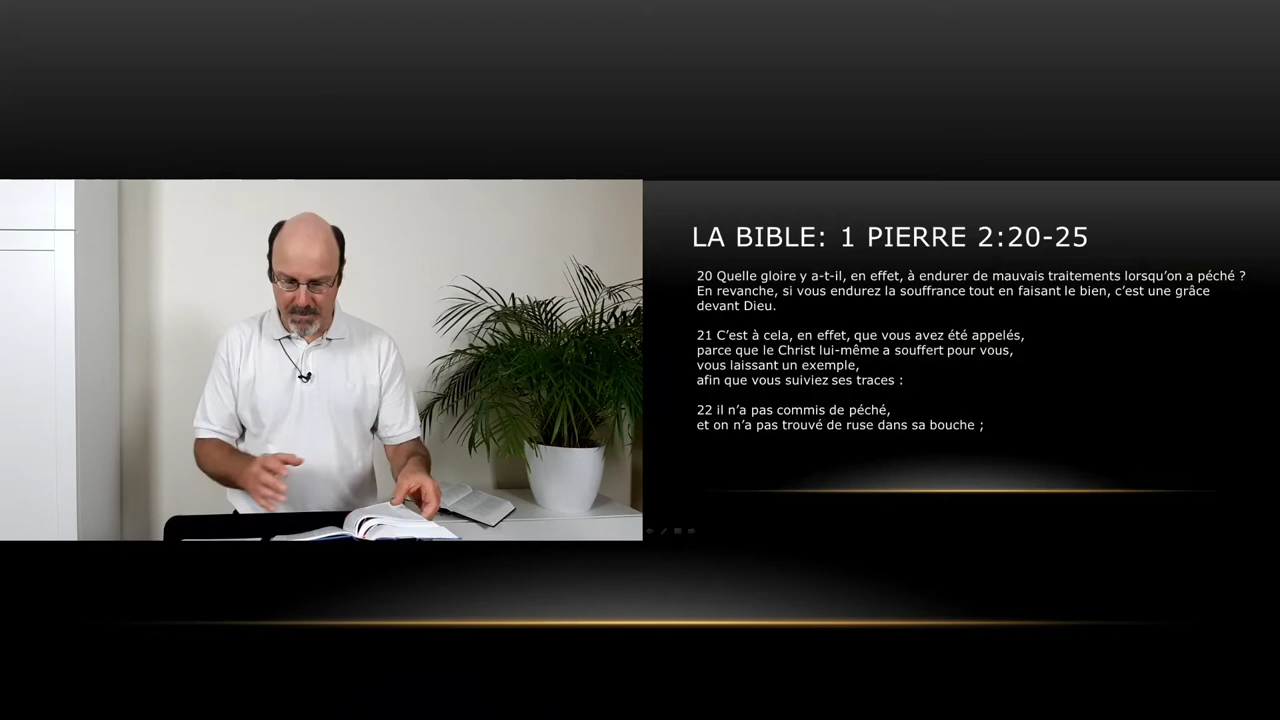 LA BIBLE: 1 PIERRE 2:20-25
20 Quelle gloire y a-t-il, en effet, à endurer de mauvais traitements lorsqu’on a péché ?
En revanche, si vous endurez la souffrance tout en faisant le bien, c’est une grâce
devant Dieu.
21 C’est à cela, en effet, que vous avez été appelés,
parce que le Christ lui-même a souffert pour vous,
vous laissant un exemple,
afin que vous suiviez ses traces :
22 il n’a pas commis de péché,
et on n’a pas trouvé de ruse dans sa bouche ;